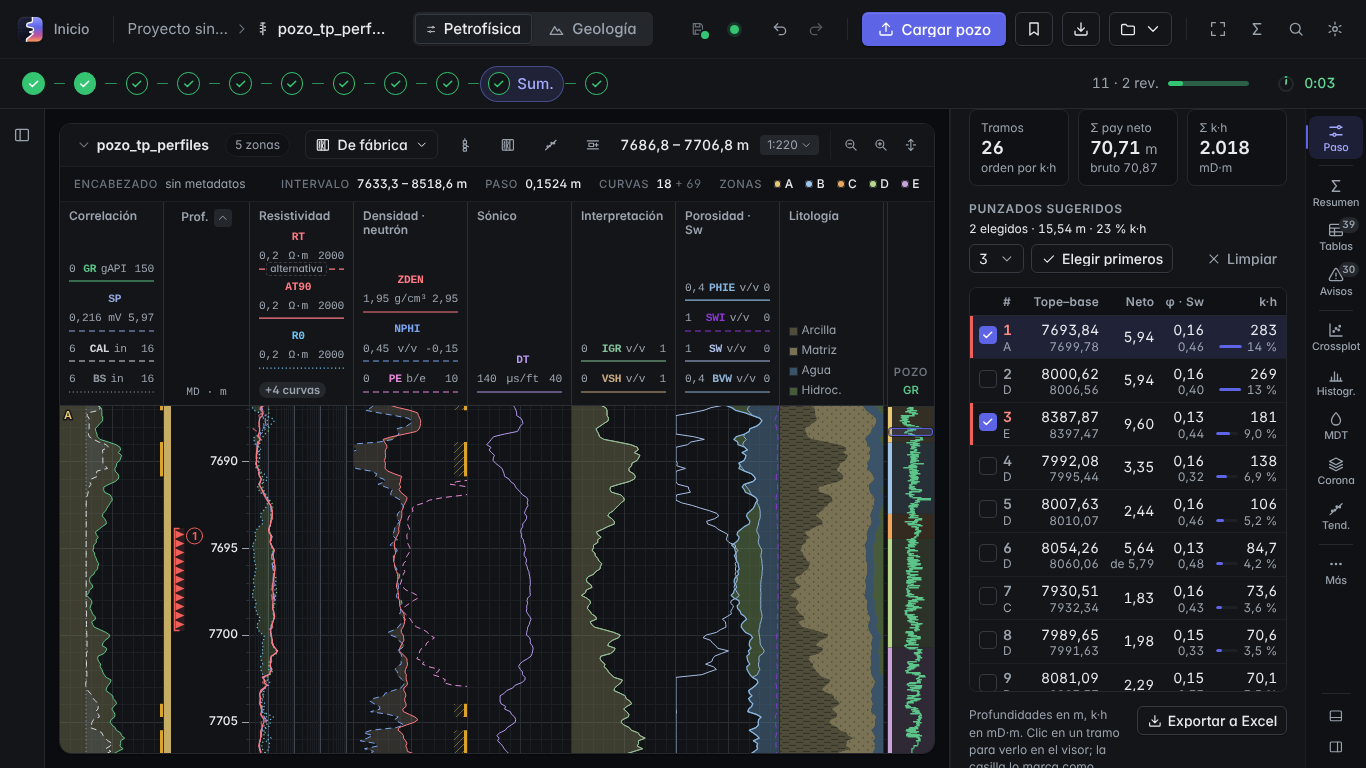 Inicio
Proyecto sin...
pozo_tp_perf...
Petrofísica
Geología
Cargar pozo
Σ
Sum.
11 · 2 rev.
0:03
pozo_tp_perfiles
5 zonas
De fábrica
7686,8 – 7706,8 m
1:220
ENCABEZADO sin metadatos
INTERVALO 7633,3 – 8518,6 m
PASO 0,1524 m
CURVAS 18 + 69
ZONAS A B C D E
Correlación
0 GR gAPI 150
SP
0,216 mV 5,97
6 CAL in 16
6 BS in 16
Prof.
MD · m
Resistividad
RT
0,2 Ω·m 2000
alternativa
AT90
0,2 Ω·m 2000
R0
0,2 Ω·m 2000
+4 curvas
Densidad ·
neutrón
ZDEN
1,95 g/cm³ 2,95
NPHI
0,45 v/v -0,15
0 PE b/e 10
Sónico
DT
140 µs/ft 40
Interpretación
0 IGR v/v 1
0 VSH v/v 1
Porosidad ·
Sw
0,4 PHIE v/v 0
1 SWI v/v 0
1 SW v/v 0
0,4 BVW v/v 0
Litología
Arcilla
Matriz
Agua
Hidroc.
POZO
GR
A
7690
7695
1
7700
7705
Tramos
26
orden por k·h
Σ pay neto
70,71 m
bruto 70,87
Σ k·h
2.018
mD·m
PUNZADOS SUGERIDOS
2 elegidos · 15,54 m · 23 % k·h
3
Elegir primeros
Limpiar
# Tope–base Neto φ · Sw k·h
1 7693,84 5,94 0,16 283
A 7699,78 0,46 14 %
2 8000,62 5,94 0,16 269
D 8006,56 0,40 13 %
3 8387,87 9,60 0,13 181
E 8397,47 0,44 9,0 %
4 7992,08 3,35 0,16 138
D 7995,44 0,32 6,9 %
5 8007,63 2,44 0,16 106
D 8010,07 0,46 5,2 %
6 8054,26 5,64 0,13 84,7
D 8060,06 de 5,79 0,48 4,2 %
7 7930,51 1,83 0,16 73,6
C 7932,34 0,43 3,6 %
8 7989,65 1,98 0,15 70,6
D 7991,63 0,33 3,5 %
9 8081,09 2,29 0,15 70,1
Profundidades en m, k·h
en mD·m. Clic en un tramo
para verlo en el visor; la
casilla lo marca como
Exportar a Excel
Paso
Σ
Resumen
39
Tablas
30
Avisos
Crossplot
Histogr.
MDT
Corona
Tend.
Más